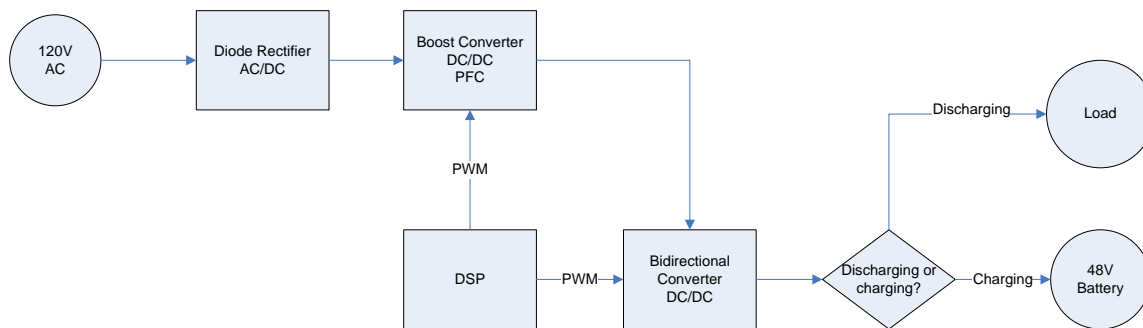 120V
AC
Diode Rectifier
AC/DC
Boost Converter
DC/DC
PFC
Discharging
Load
PWM
DSP
PWM
Bidirectional
Converter
DC/DC
Discharging or
charging?
Charging
48V
Battery